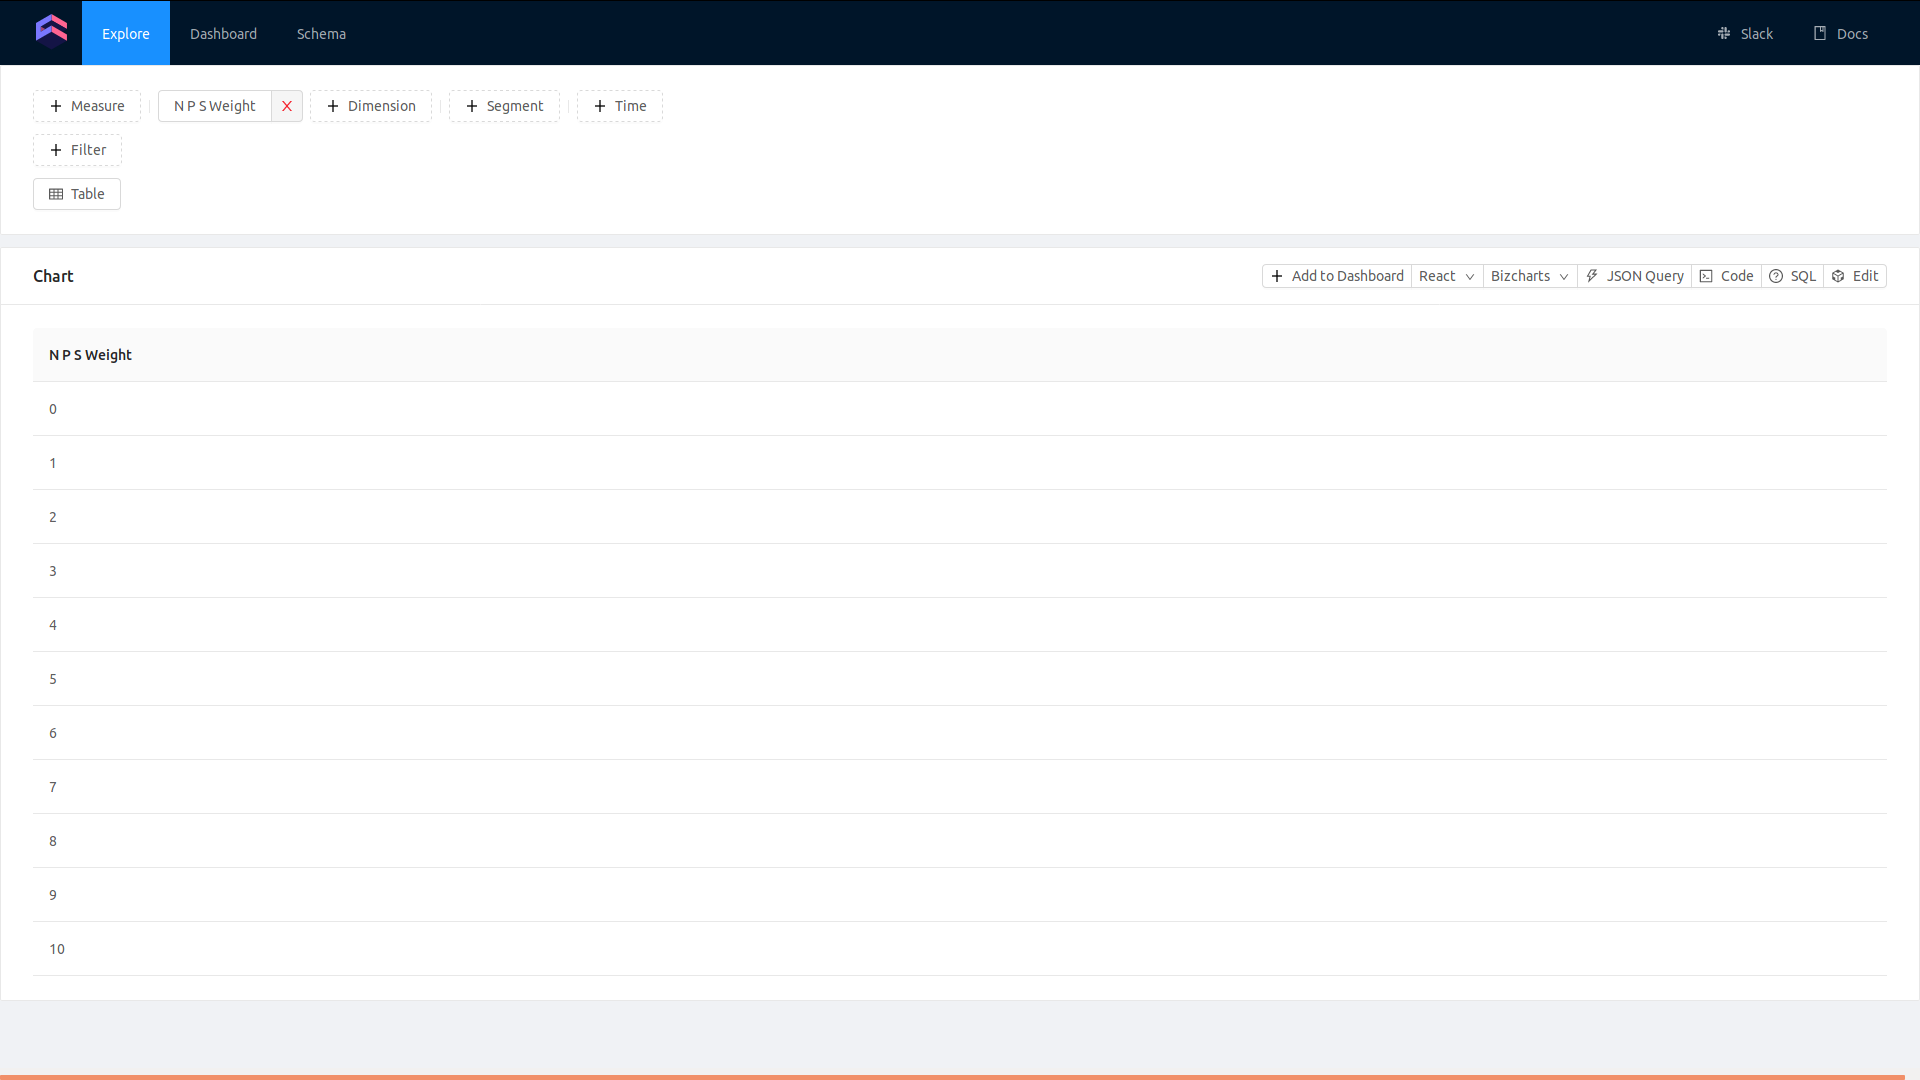 Explore Dashboard Schema Slack Docs
Measure N P S Weight X Dimension Segment Time
Filter
Table
Chart Add to Dashboard React Bizcharts JSON Query Code SQL Edit
N P S Weight
0
1
2
3
4
5
6
7
8
9
10